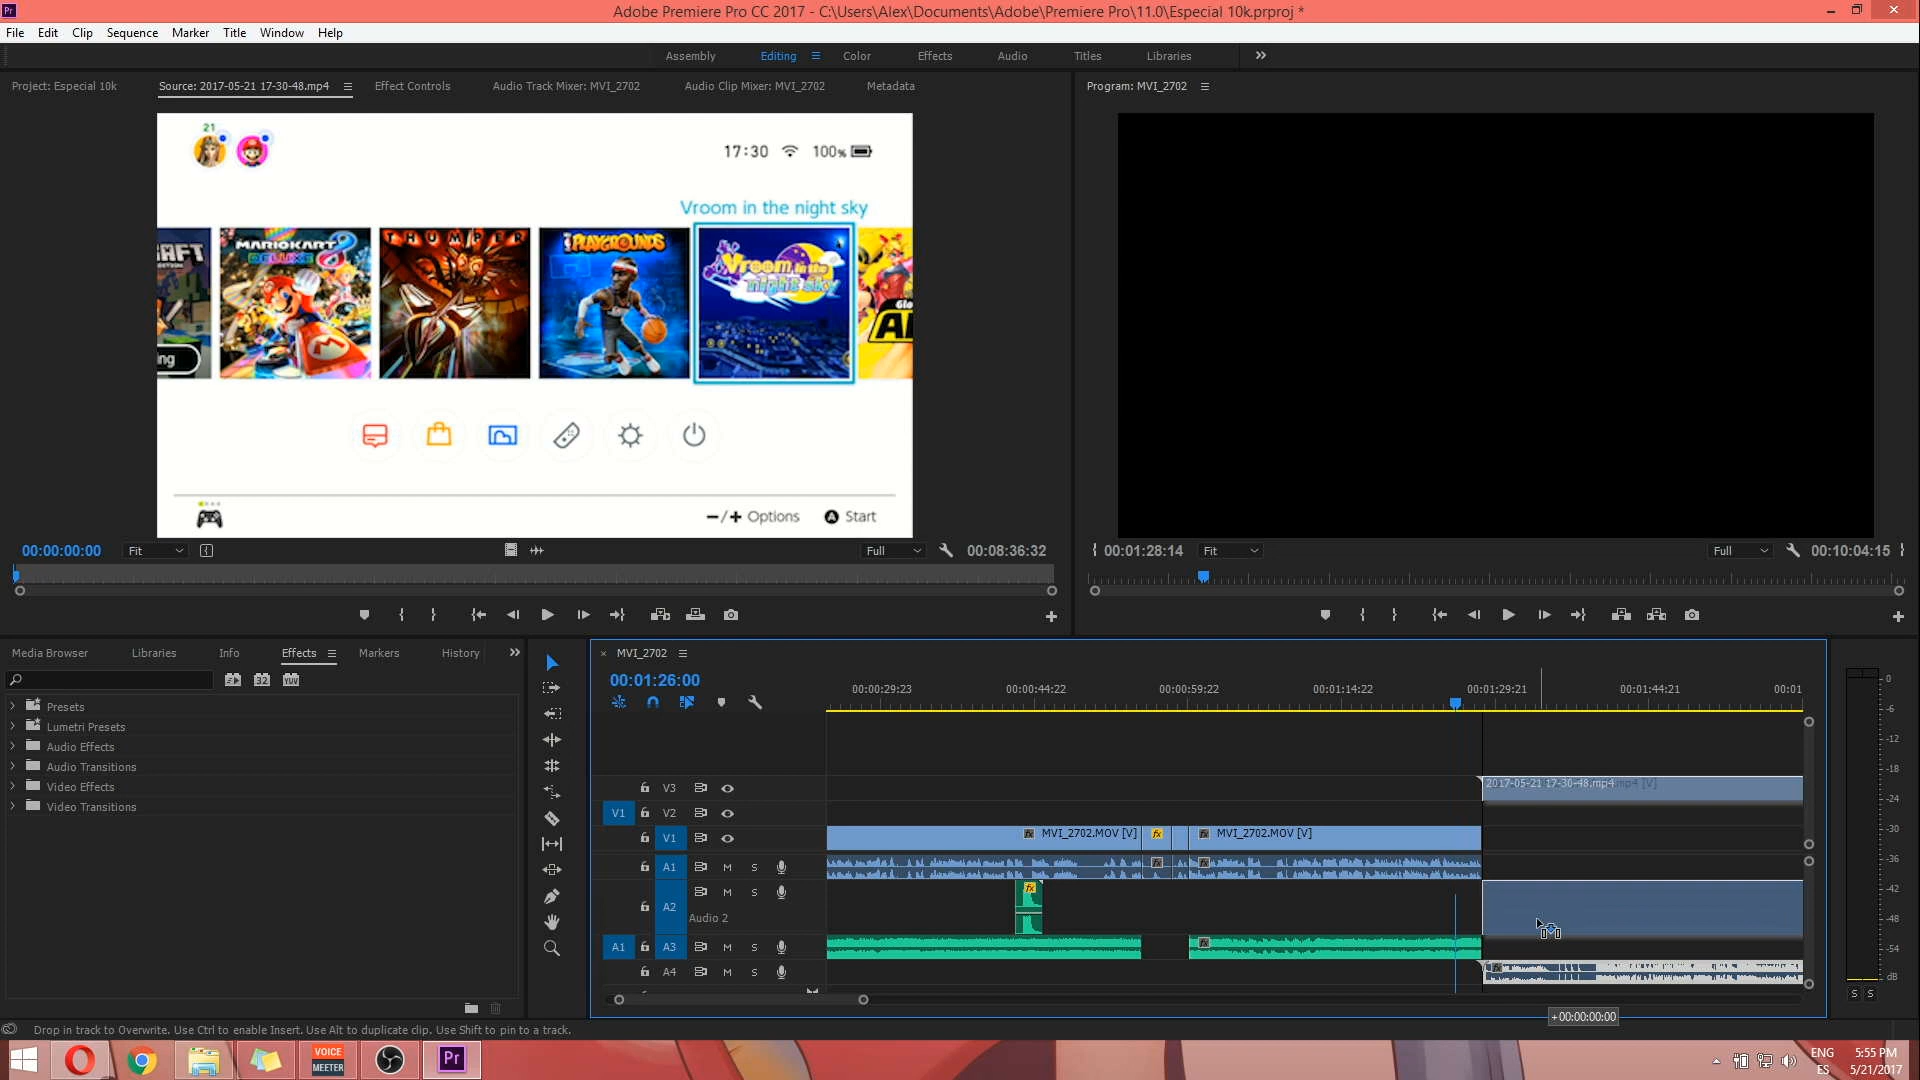 Adobe Premiere Pro CC 2017 - C:\Users\Alex\Documents\Adobe\Premiere Pro\11.0\Especial 10k.prproj *
File Edit Clip Sequence Marker Title Window Help
Assembly Editing Color Effects Audio Titles Libraries
Project: Especial 10k Source: 2017-05-21 17-30-48.mp4 Effect Controls Audio Track Mixer: MVI_2702 Audio Clip Mixer: MVI_2702 Metadata
Program: MVI_2702
21
17:30 100%
Vroom in the night sky
MARIOKART 8
DELUXE
THUMPER
PLAYGROUNDS
Vroom in the
night sky
-/+ Options A Start
00:00:00:00 Fit Full 00:08:36:32
00:01:28:14 Fit Full 00:10:04:15
Media Browser Libraries Info Effects Markers History
Presets
Lumetri Presets
Audio Effects
Audio Transitions
Video Effects
Video Transitions
MVI_2702
00:01:26:00
00:00:29:23 00:00:44:22 00:00:59:22 00:01:14:22 00:01:29:21 00:01:44:21 00:01
V3 2017-05-21 17-30-48.mp4
V1 V2
V1 fx MVI_2702.MOV [V] fx fx MVI_2702.MOV [V]
A1 M S
A2 M S
Audio 2
A1 A3 M S
A4 M S
0
-6
-12
-18
-24
-30
-36
-42
-48
-54
dB
S S
+00:00:00:00
Drop in track to Overwrite. Use Ctrl to enable Insert. Use Alt to duplicate clip. Use Shift to pin to a track.
VOICE
MEETER
Pr
ENG
ES
5:55 PM
5/21/2017